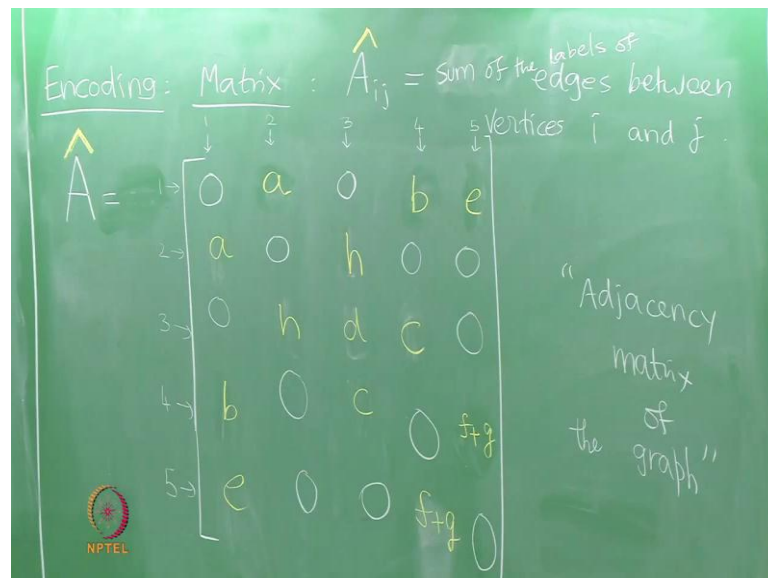 Encoding: Matrix: Âij = sum of the labels of edges between
vertices i and j.
1 2 3 4 5
↓ ↓ ↓ ↓ ↓
Â =
1→ 0 a 0 b e
2→ a 0 h 0 0
3→ 0 h d c 0
4→ b 0 c 0 f+g
5→ e 0 0 f+g 0
"Adjacency
matrix
of
the graph"
NPTEL